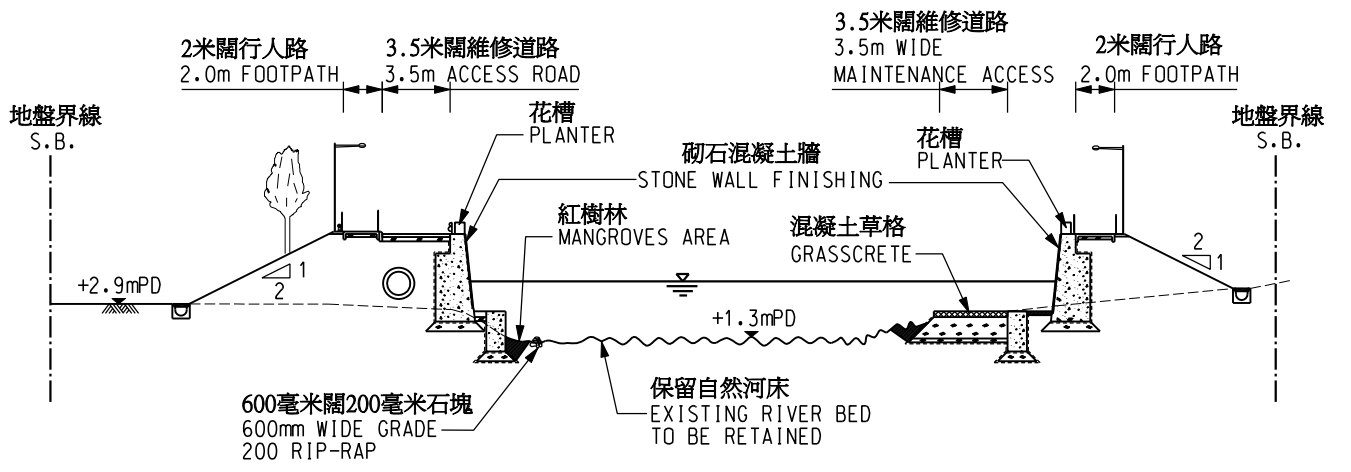 2米闊行人路
2.0m FOOTPATH
3.5米闊維修道路
3.5m ACCESS ROAD
3.5米闊維修道路
3.5m WIDE
MAINTENANCE ACCESS
2米闊行人路
2.0m FOOTPATH
地盤界線
S.B.
花槽
PLANTER
砌石混凝土牆
STONE WALL FINISHING
花槽
PLANTER
地盤界線
S.B.
紅樹林
MANGROVES AREA
混凝土草格
GRASSCRETE
1
2
2
1
+2.9mPD
+1.3mPD
600毫米闊200毫米石塊
600mm WIDE GRADE
200 RIP-RAP
保留自然河床
EXISTING RIVER BED
TO BE RETAINED